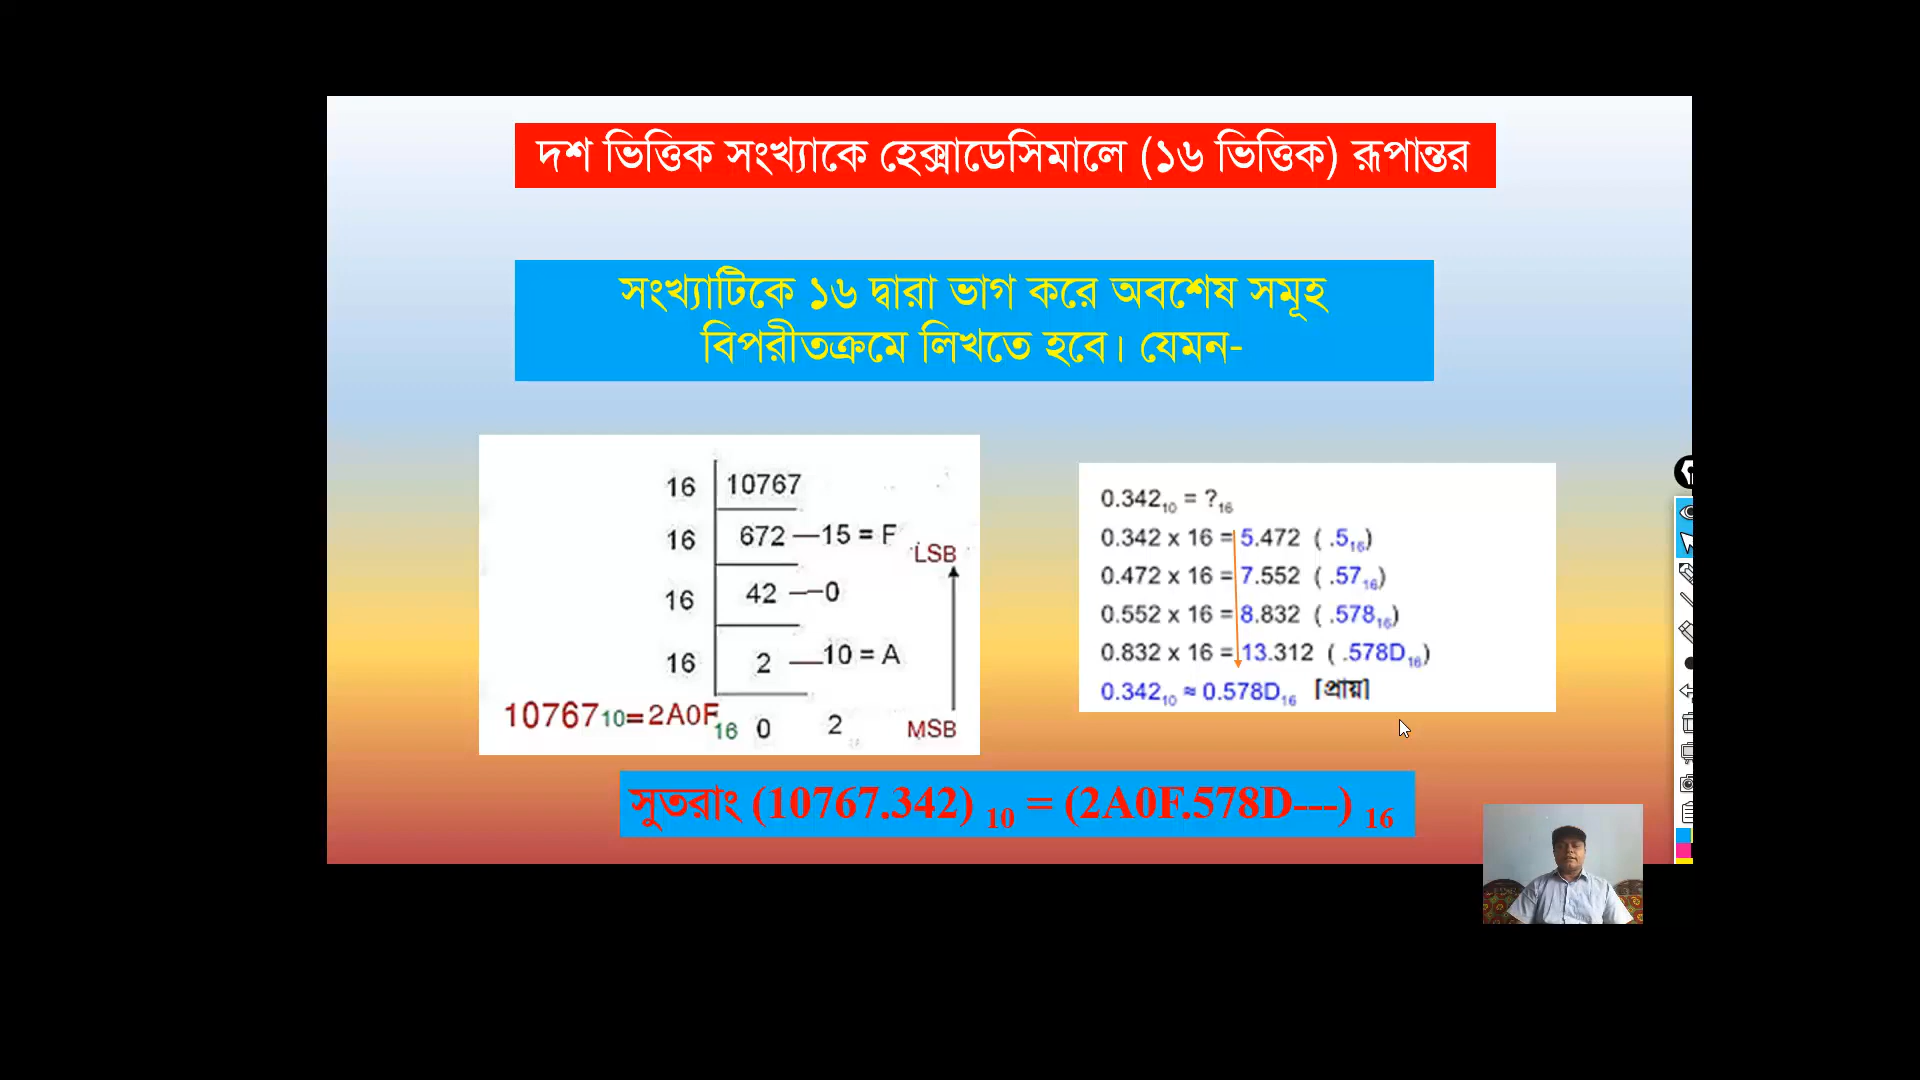 দশ ভিত্তিক সংখ্যাকে হেক্সাডেসিমালে (১৬ ভিত্তিক) রূপান্তর
সংখ্যাটিকে ১৬ দ্বারা ভাগ করে অবশেষ সমূহ
বিপরীতক্রমে লিখতে হবে। যেমন-
16 10767
16 672 —15 = F
LSB
16 42 —0
16 2 —10 = A
10767₁₀=2A0F₁₆ 0 2 MSB
0.342₁₀ = ?₁₆
0.342 x 16 = 5.472 ( .5₁₆)
0.472 x 16 = 7.552 ( .57₁₆)
0.552 x 16 = 8.832 ( .578₁₆)
0.832 x 16 = 13.312 ( .578D₁₆)
0.342₁₀ ≈ 0.578D₁₆ [প্রায়]
সুতরাং (10767.342) ₁₀ = (2A0F.578D---) ₁₆